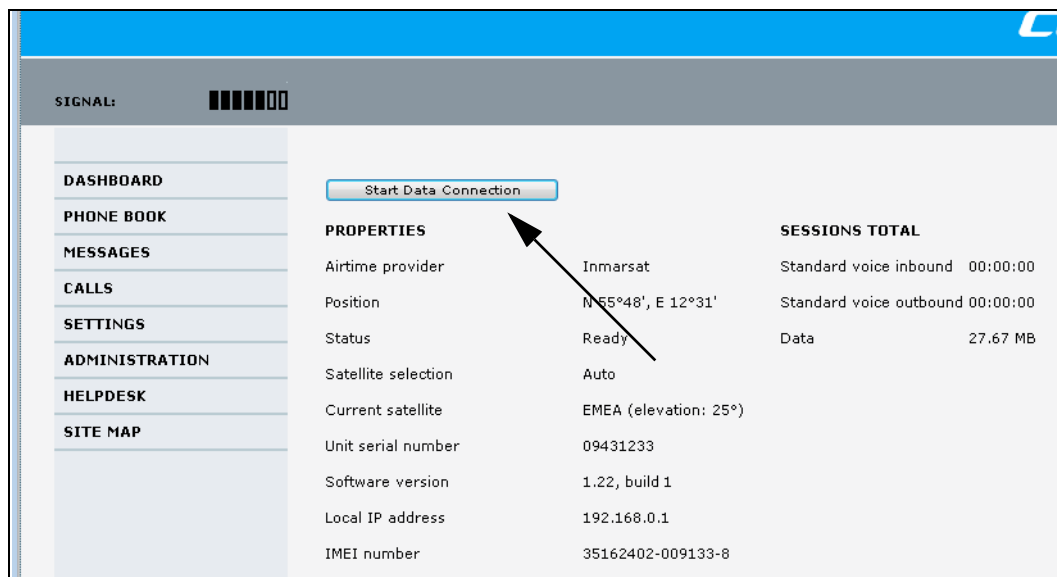 SIGNAL:
DASHBOARD
PHONE BOOK
MESSAGES
CALLS
SETTINGS
ADMINISTRATION
HELPDESK
SITE MAP
Start Data Connection
PROPERTIES
Airtime provider Inmarsat
Position N 55°48', E 12°31'
Status Ready
Satellite selection Auto
Current satellite EMEA (elevation: 25°)
Unit serial number 09431233
Software version 1.22, build 1
Local IP address 192.168.0.1
IMEI number 35162402-009133-8
SESSIONS TOTAL
Standard voice inbound 00:00:00
Standard voice outbound 00:00:00
Data 27.67 MB